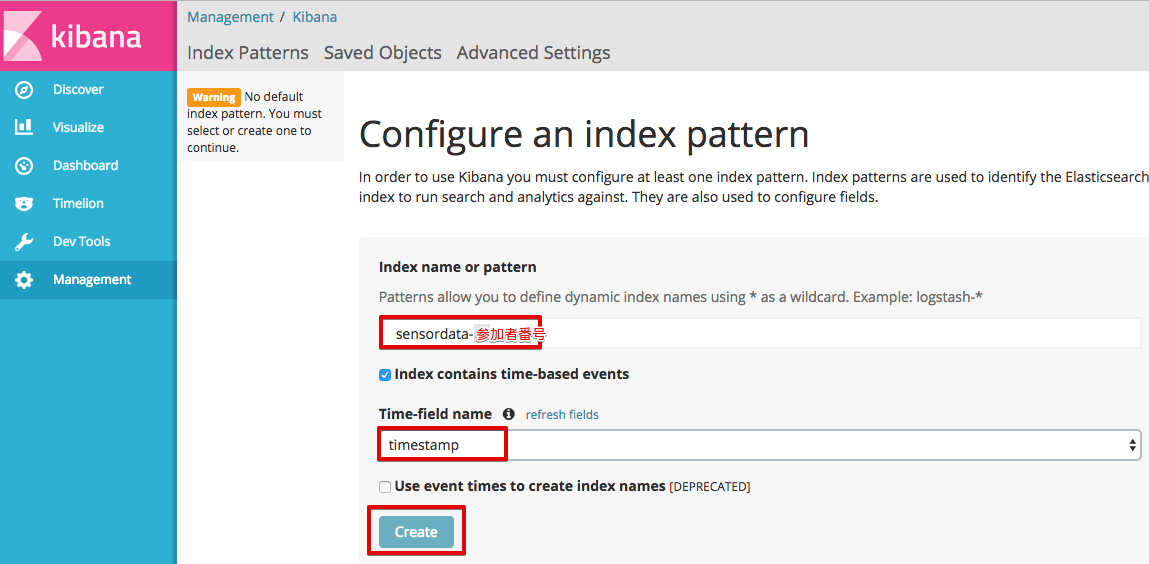 kibana
Discover
Visualize
Dashboard
Timelion
Dev Tools
Management
Management / Kibana
Index Patterns Saved Objects Advanced Settings
Warning No default
index pattern. You must
select or create one to
continue.
Configure an index pattern
In order to use Kibana you must configure at least one index pattern. Index patterns are used to identify the Elasticsearch
index to run search and analytics against. They are also used to configure fields.
Index name or pattern
Patterns allow you to define dynamic index names using * as a wildcard. Example: logstash-*
sensordata-参加者番号
Index contains time-based events
Time-field name refresh fields
timestamp
Use event times to create index names [DEPRECATED]
Create